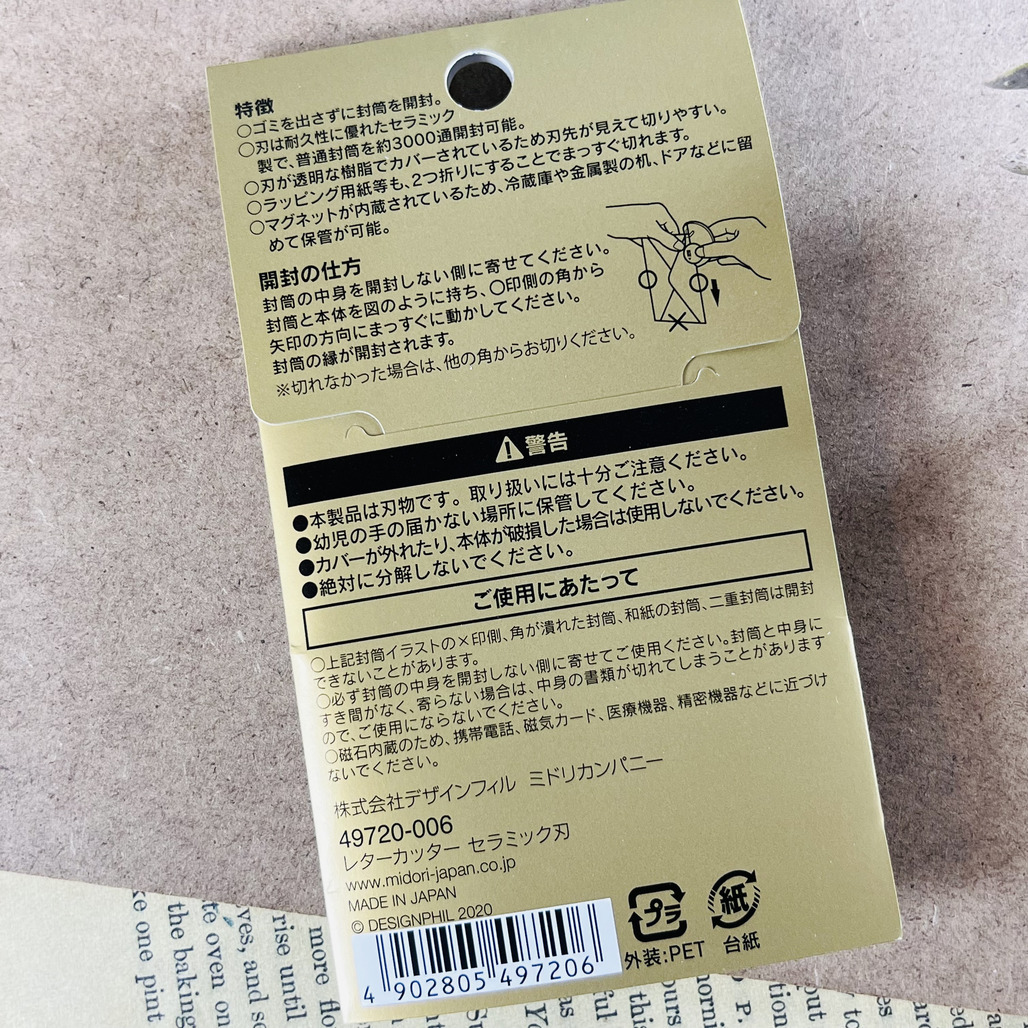 特徴
○ゴミを出さずに封筒を開封。
○刃は耐久性に優れたセラミック
製で、普通封筒を約3000通開封可能。
○刃が透明な樹脂でカバーされているため刃先が見えて切りやすい。
○ラッピング用紙等も、2つ折りにすることでまっすぐ切れます。
○マグネットが内蔵されているため、冷蔵庫や金属製の机、ドアなどに留
めて保管が可能。
開封の仕方
封筒の中身を開封しない側に寄せてください。
封筒と本体を図のように持ち、○印側の角から
矢印の方向にまっすぐに動かしてください。
封筒の縁が開封されます。
※切れなかった場合は、他の角からお切りください。
警告
●本製品は刃物です。取り扱いには十分ご注意ください。
●幼児の手の届かない場所に保管してください。
●カバーが外れたり、本体が破損した場合は使用しないでください。
●絶対に分解しないでください。
ご使用にあたって
○上記封筒イラストの×印側、角が潰れた封筒、和紙の封筒、二重封筒は開封
できないことがあります。
○必ず封筒の中身を開封しない側に寄せてご使用ください。封筒と中身に
すき間がなく、寄らない場合は、中身の書類が切れてしまうことがあります
ので、ご使用にならないでください。
○磁石内蔵のため、携帯電話、磁気カード、医療機器、精密機器などに近づけ
ないでください。
株式会社デザインフィル ミドリカンパニー
49720-006
レターカッター セラミック刃
www.midori-japan.co.jp
MADE IN JAPAN
© DESIGNPHIL 2020
4 902805 497206
プラ
外装:PET
紙
台紙
more
rise until
yves, and
te oven on
the baking
ke one pint